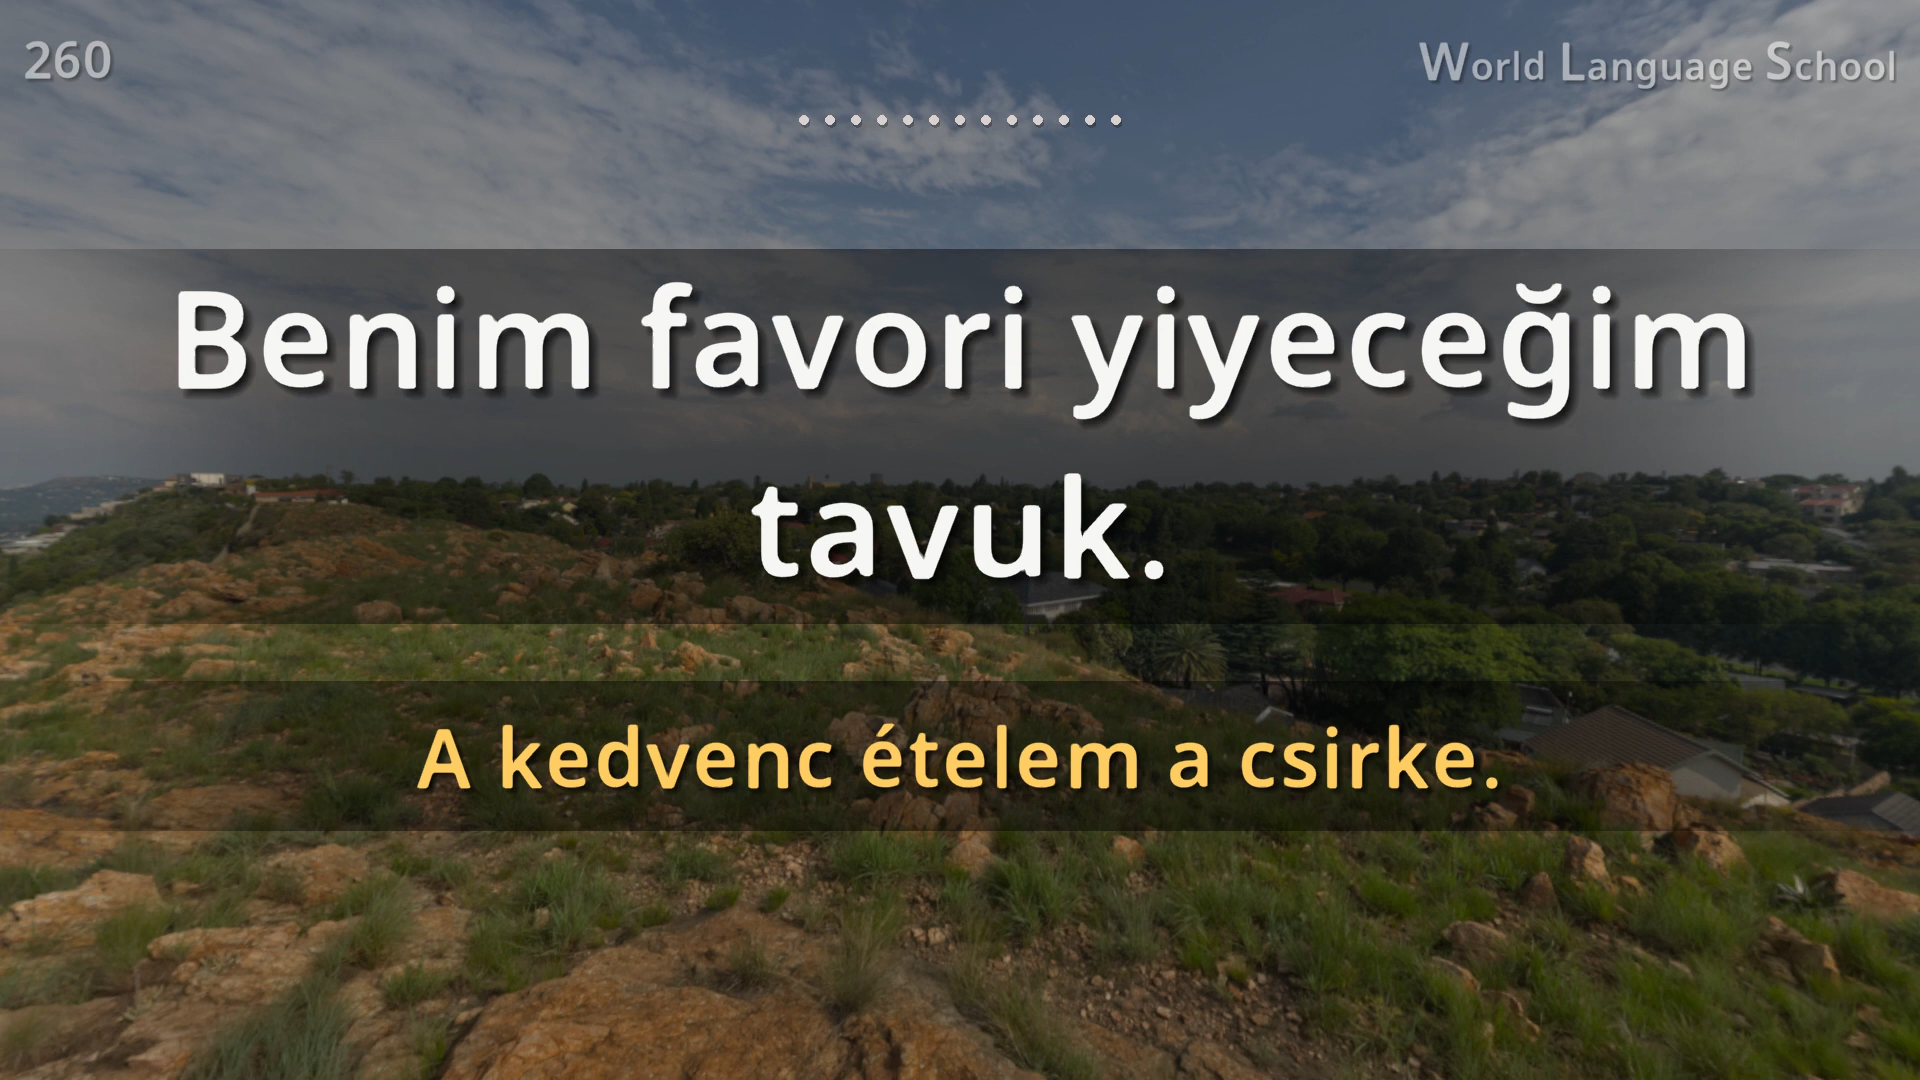 260
World Language School
Benim favori yiyeceğim
tavuk.
A kedvenc ételem a csirke.